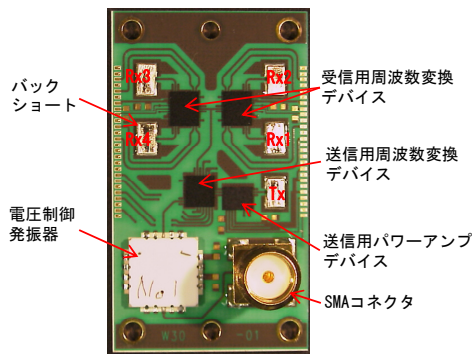 Rx3
Rx2
バック
ショート
受信用周波数変換
デバイス
Rx4
Rx1
送信用周波数変換
デバイス
Tx
電圧制御
発振器
送信用パワーアンプ
デバイス
No.1
SMAコネクタ
W30 -01